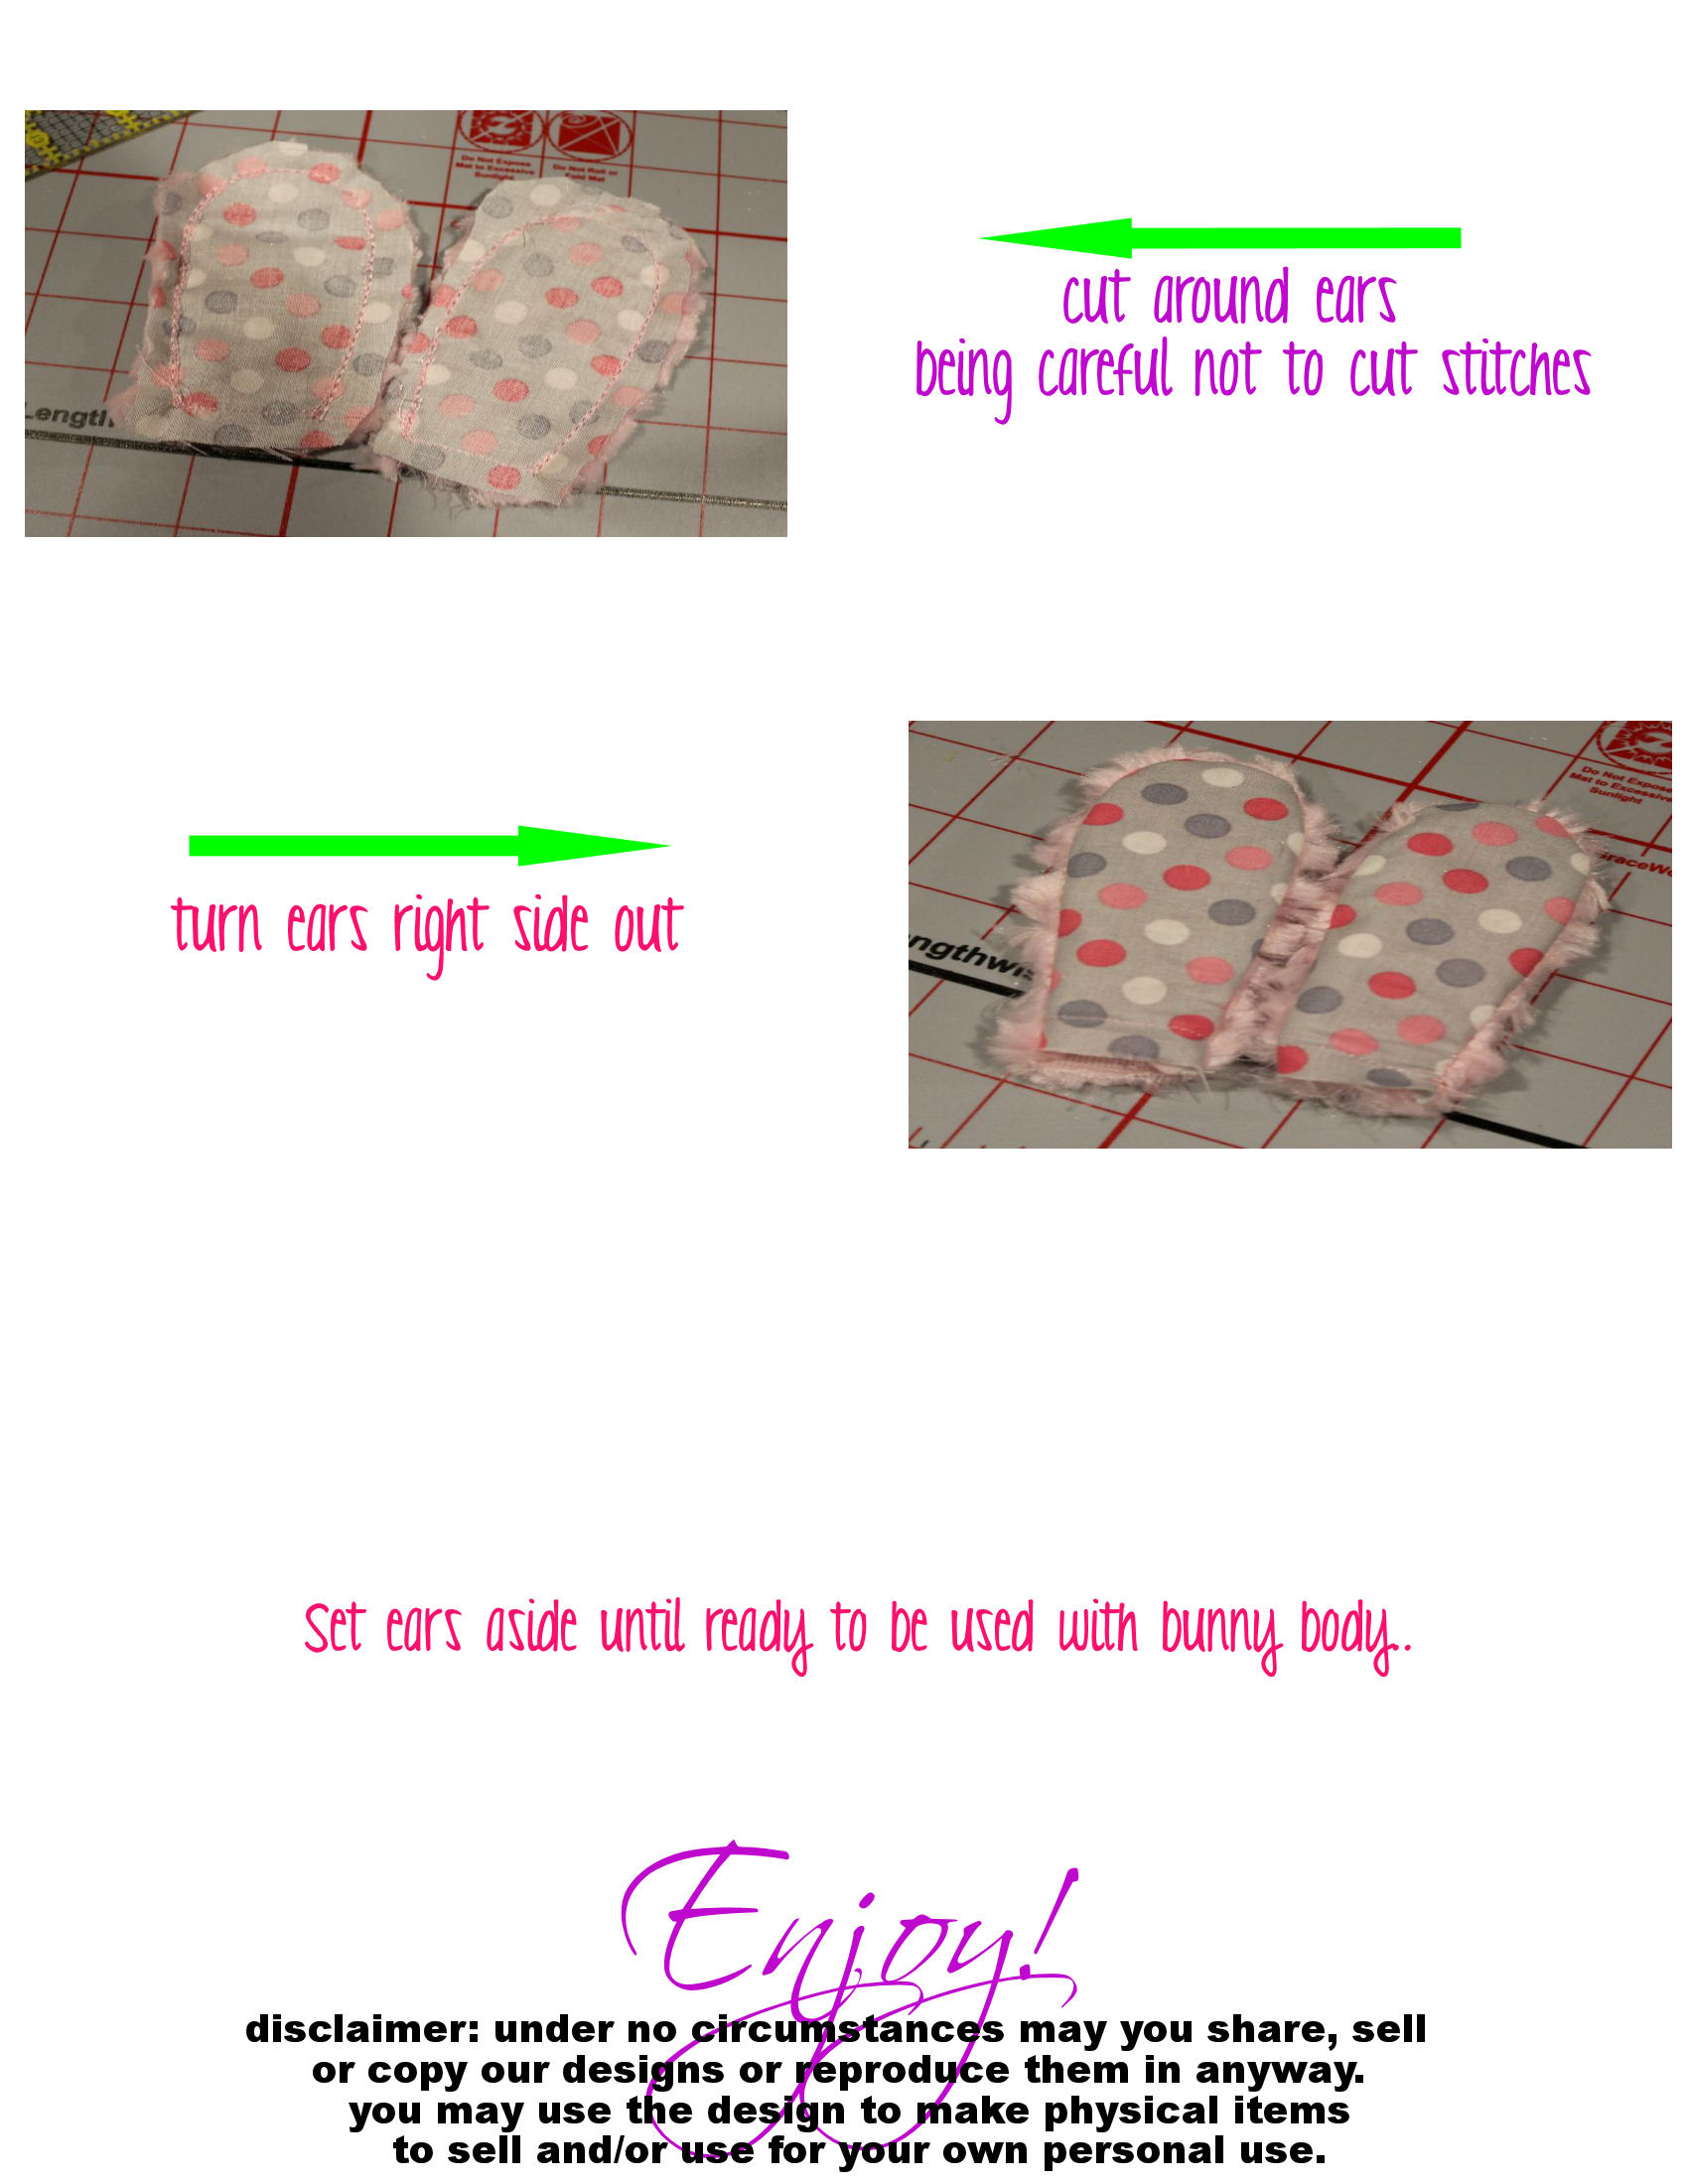 Do Not Expose
Mat to Excessive
Sunlight
Do Not Roll or
Fold Mat
Length
cut around ears
being careful not to cut stitches
Do Not Expose
Mat to Excessive
Sunlight
ngthwis
turn ears right side out
Set ears aside until ready to be used with bunny body..
Enjoy!
disclaimer: under no circumstances may you share, sell
or copy our designs or reproduce them in anyway.
you may use the design to make physical items
to sell and/or use for your own personal use.